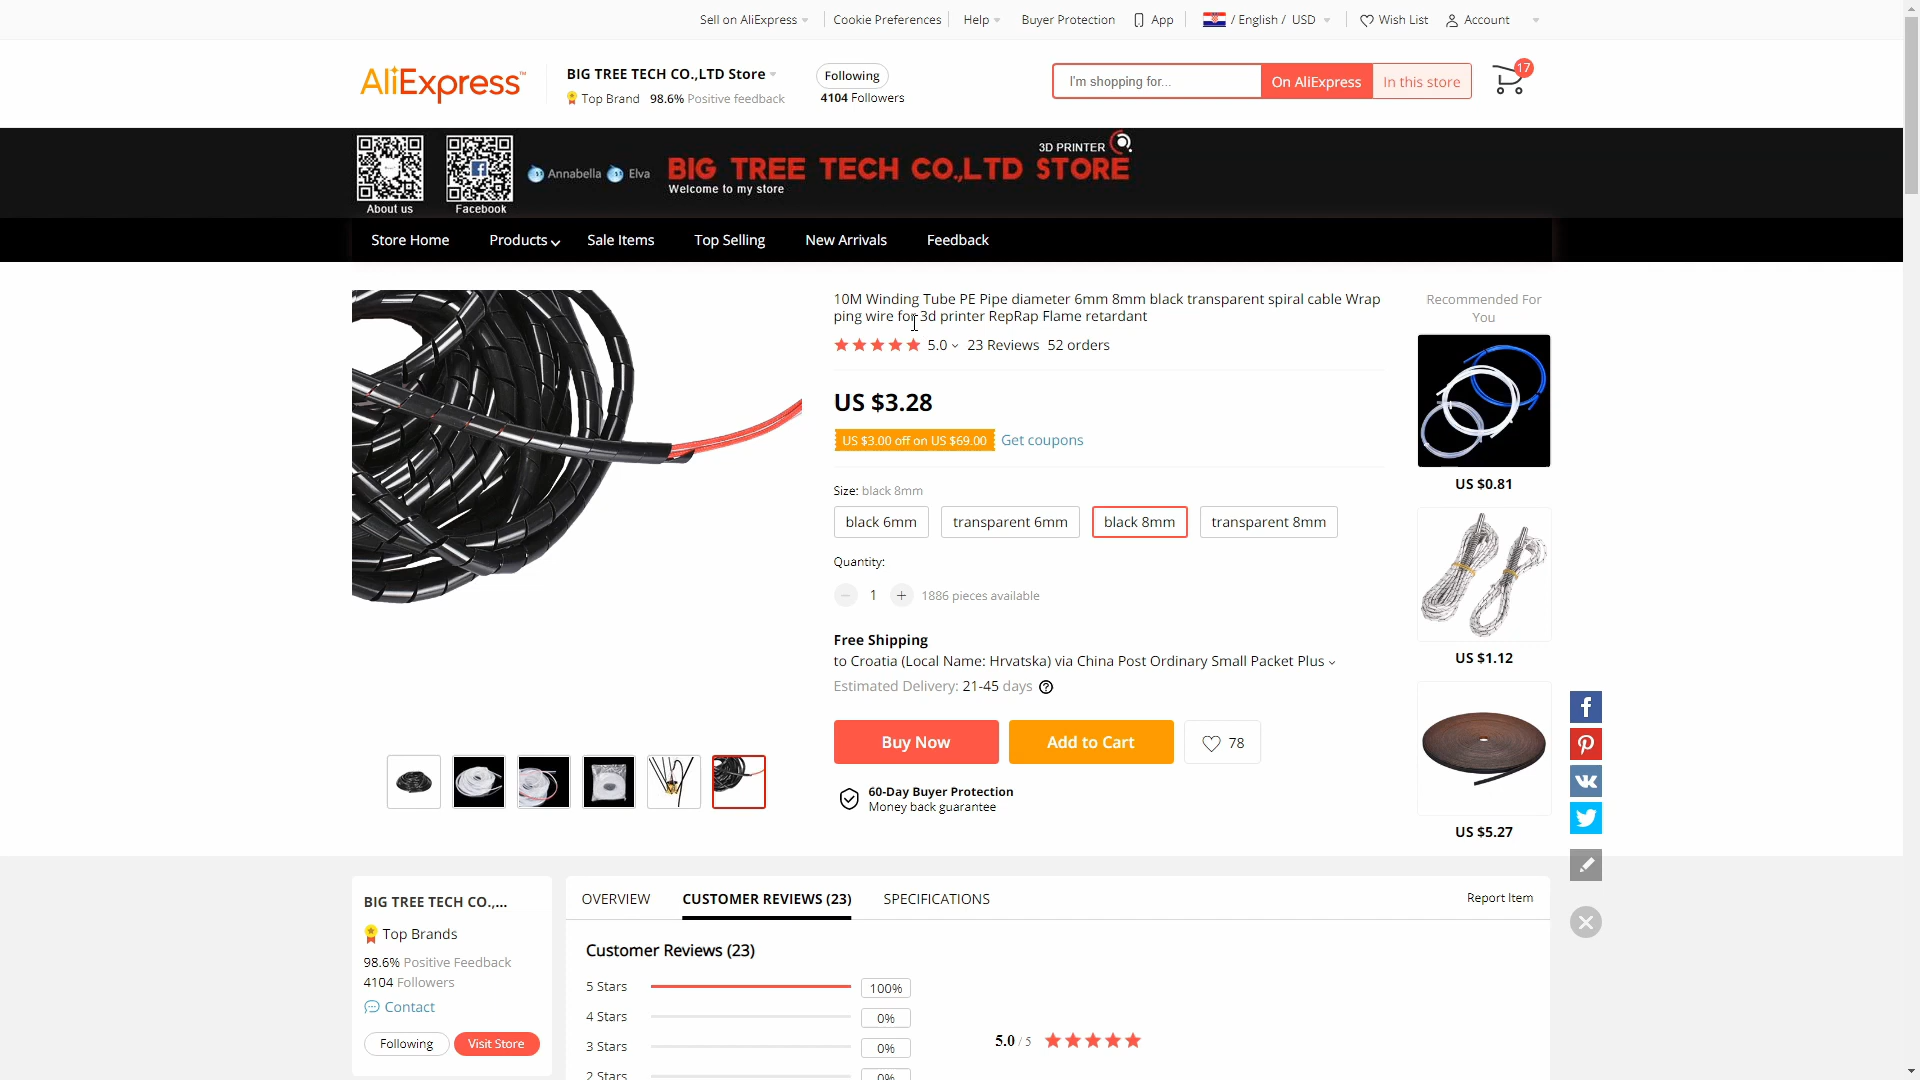 Sell on AliExpress
Cookie Preferences
Help
Buyer Protection
App
/ English / USD
Wish List
Account
AliExpress™
BIG TREE TECH CO.,LTD Store
Top Brand 98.6% Positive feedback
Following
4104 Followers
I'm shopping for...
On AliExpress
In this store
17
About us
Facebook
Annabella
Elva
3D PRINTER
BIG TREE TECH CO.,LTD STORE
Welcome to my store
Store Home
Products
Sale Items
Top Selling
New Arrivals
Feedback
10M Winding Tube PE Pipe diameter 6mm 8mm black transparent spiral cable Wrap
ping wire for 3d printer RepRap Flame retardant
5.0 23 Reviews 52 orders
US $3.28
US $3.00 off on US $69.00 Get coupons
Size: black 8mm
black 6mm
transparent 6mm
black 8mm
transparent 8mm
Quantity:
− 1 + 1886 pieces available
Free Shipping
to Croatia (Local Name: Hrvatska) via China Post Ordinary Small Packet Plus
Estimated Delivery: 21-45 days ?
Buy Now
Add to Cart
78
60-Day Buyer Protection
Money back guarantee
Recommended For
You
US $0.81
US $1.12
US $5.27
BIG TREE TECH CO.,...
Top Brands
98.6% Positive Feedback
4104 Followers
Contact
Following
Visit Store
OVERVIEW
CUSTOMER REVIEWS (23)
SPECIFICATIONS
Report Item
Customer Reviews (23)
5 Stars 100%
4 Stars 0%
3 Stars 0%
2 Stars 0%
5.0 / 5